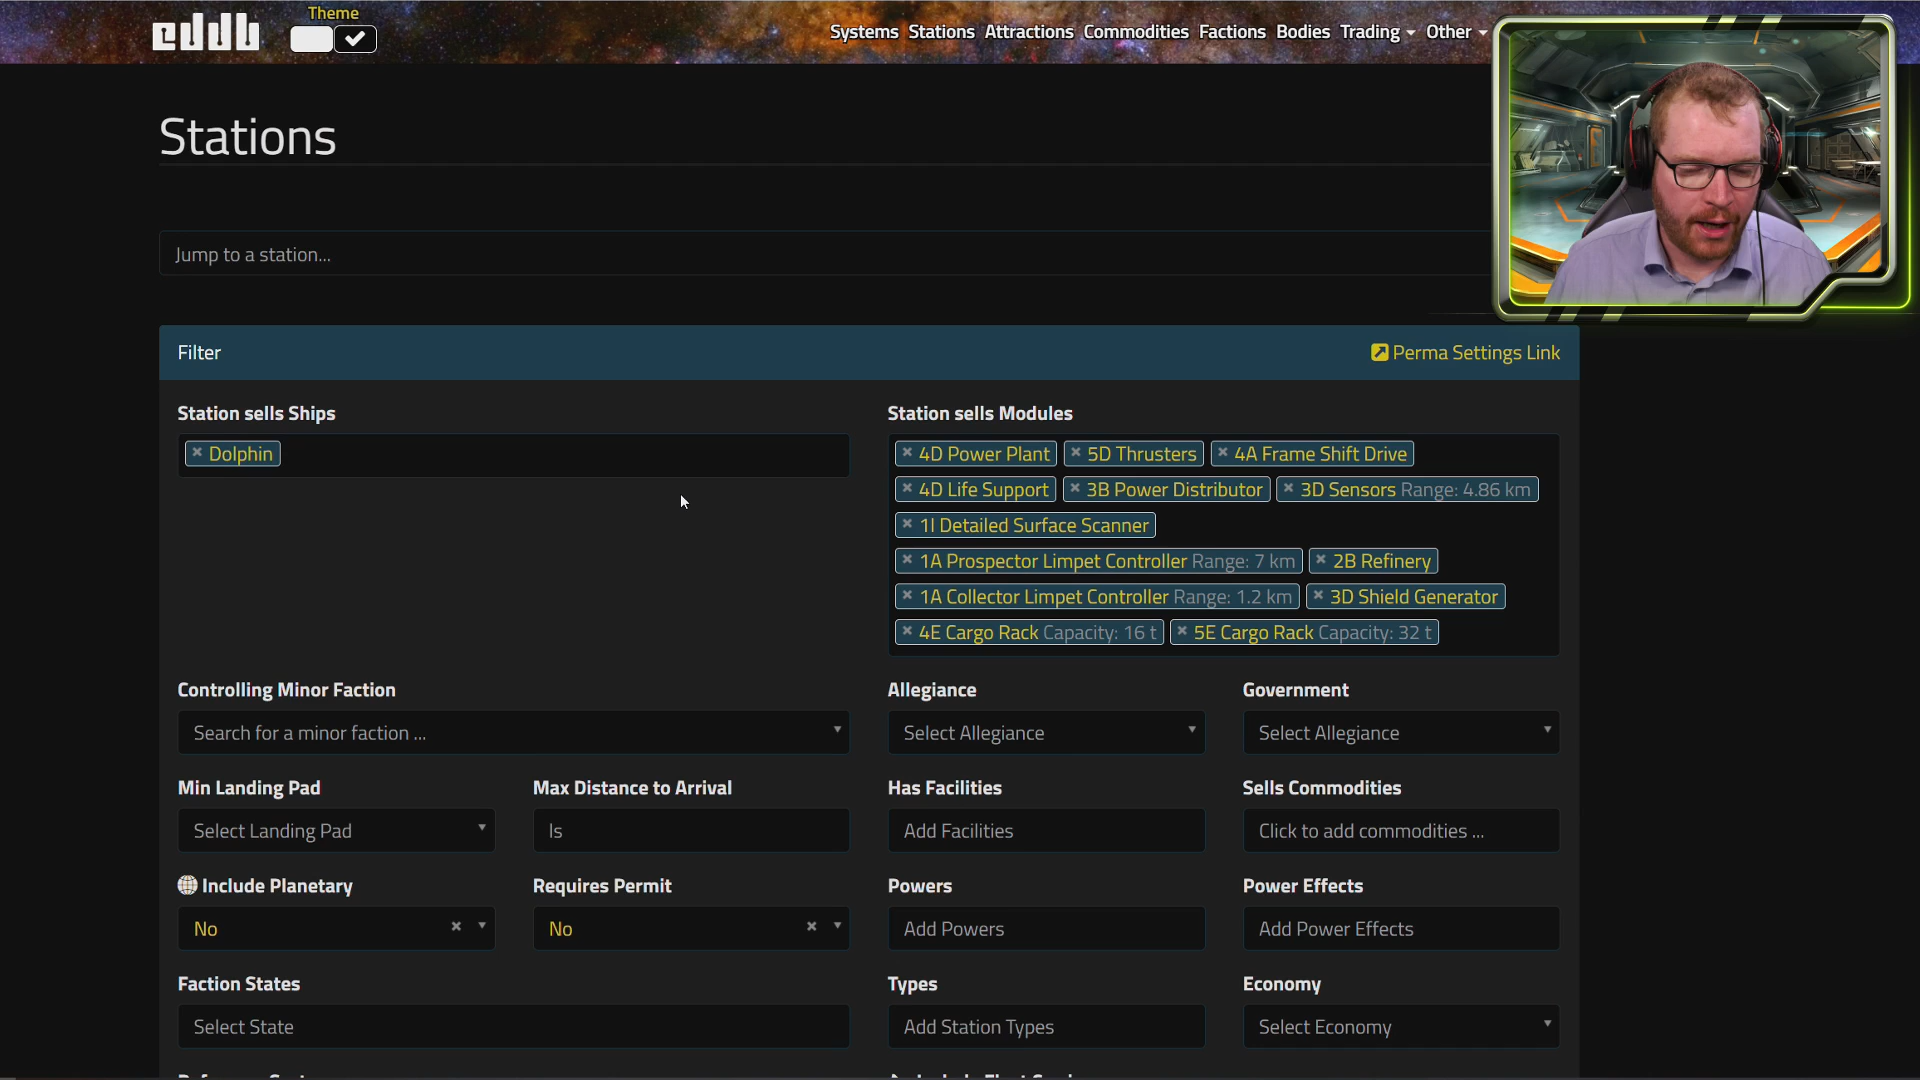 eddb
Theme
Systems Stations Attractions Commodities Factions Bodies Trading Other
Stations
Jump to a station...
Filter
Perma Settings Link
Station sells Ships
× Dolphin
Station sells Modules
× 4D Power Plant × 5D Thrusters × 4A Frame Shift Drive
× 4D Life Support × 3B Power Distributor × 3D Sensors Range: 4.86 km
× 1I Detailed Surface Scanner
× 1A Prospector Limpet Controller Range: 7 km × 2B Refinery
× 1A Collector Limpet Controller Range: 1.2 km × 3D Shield Generator
× 4E Cargo Rack Capacity: 16 t × 5E Cargo Rack Capacity: 32 t
Controlling Minor Faction
Search for a minor faction ...
Allegiance
Select Allegiance
Government
Select Allegiance
Min Landing Pad
Select Landing Pad
Max Distance to Arrival
ls
Has Facilities
Add Facilities
Sells Commodities
Click to add commodities ...
Include Planetary
No ×
Requires Permit
No ×
Powers
Add Powers
Power Effects
Add Power Effects
Faction States
Select State
Types
Add Station Types
Economy
Select Economy